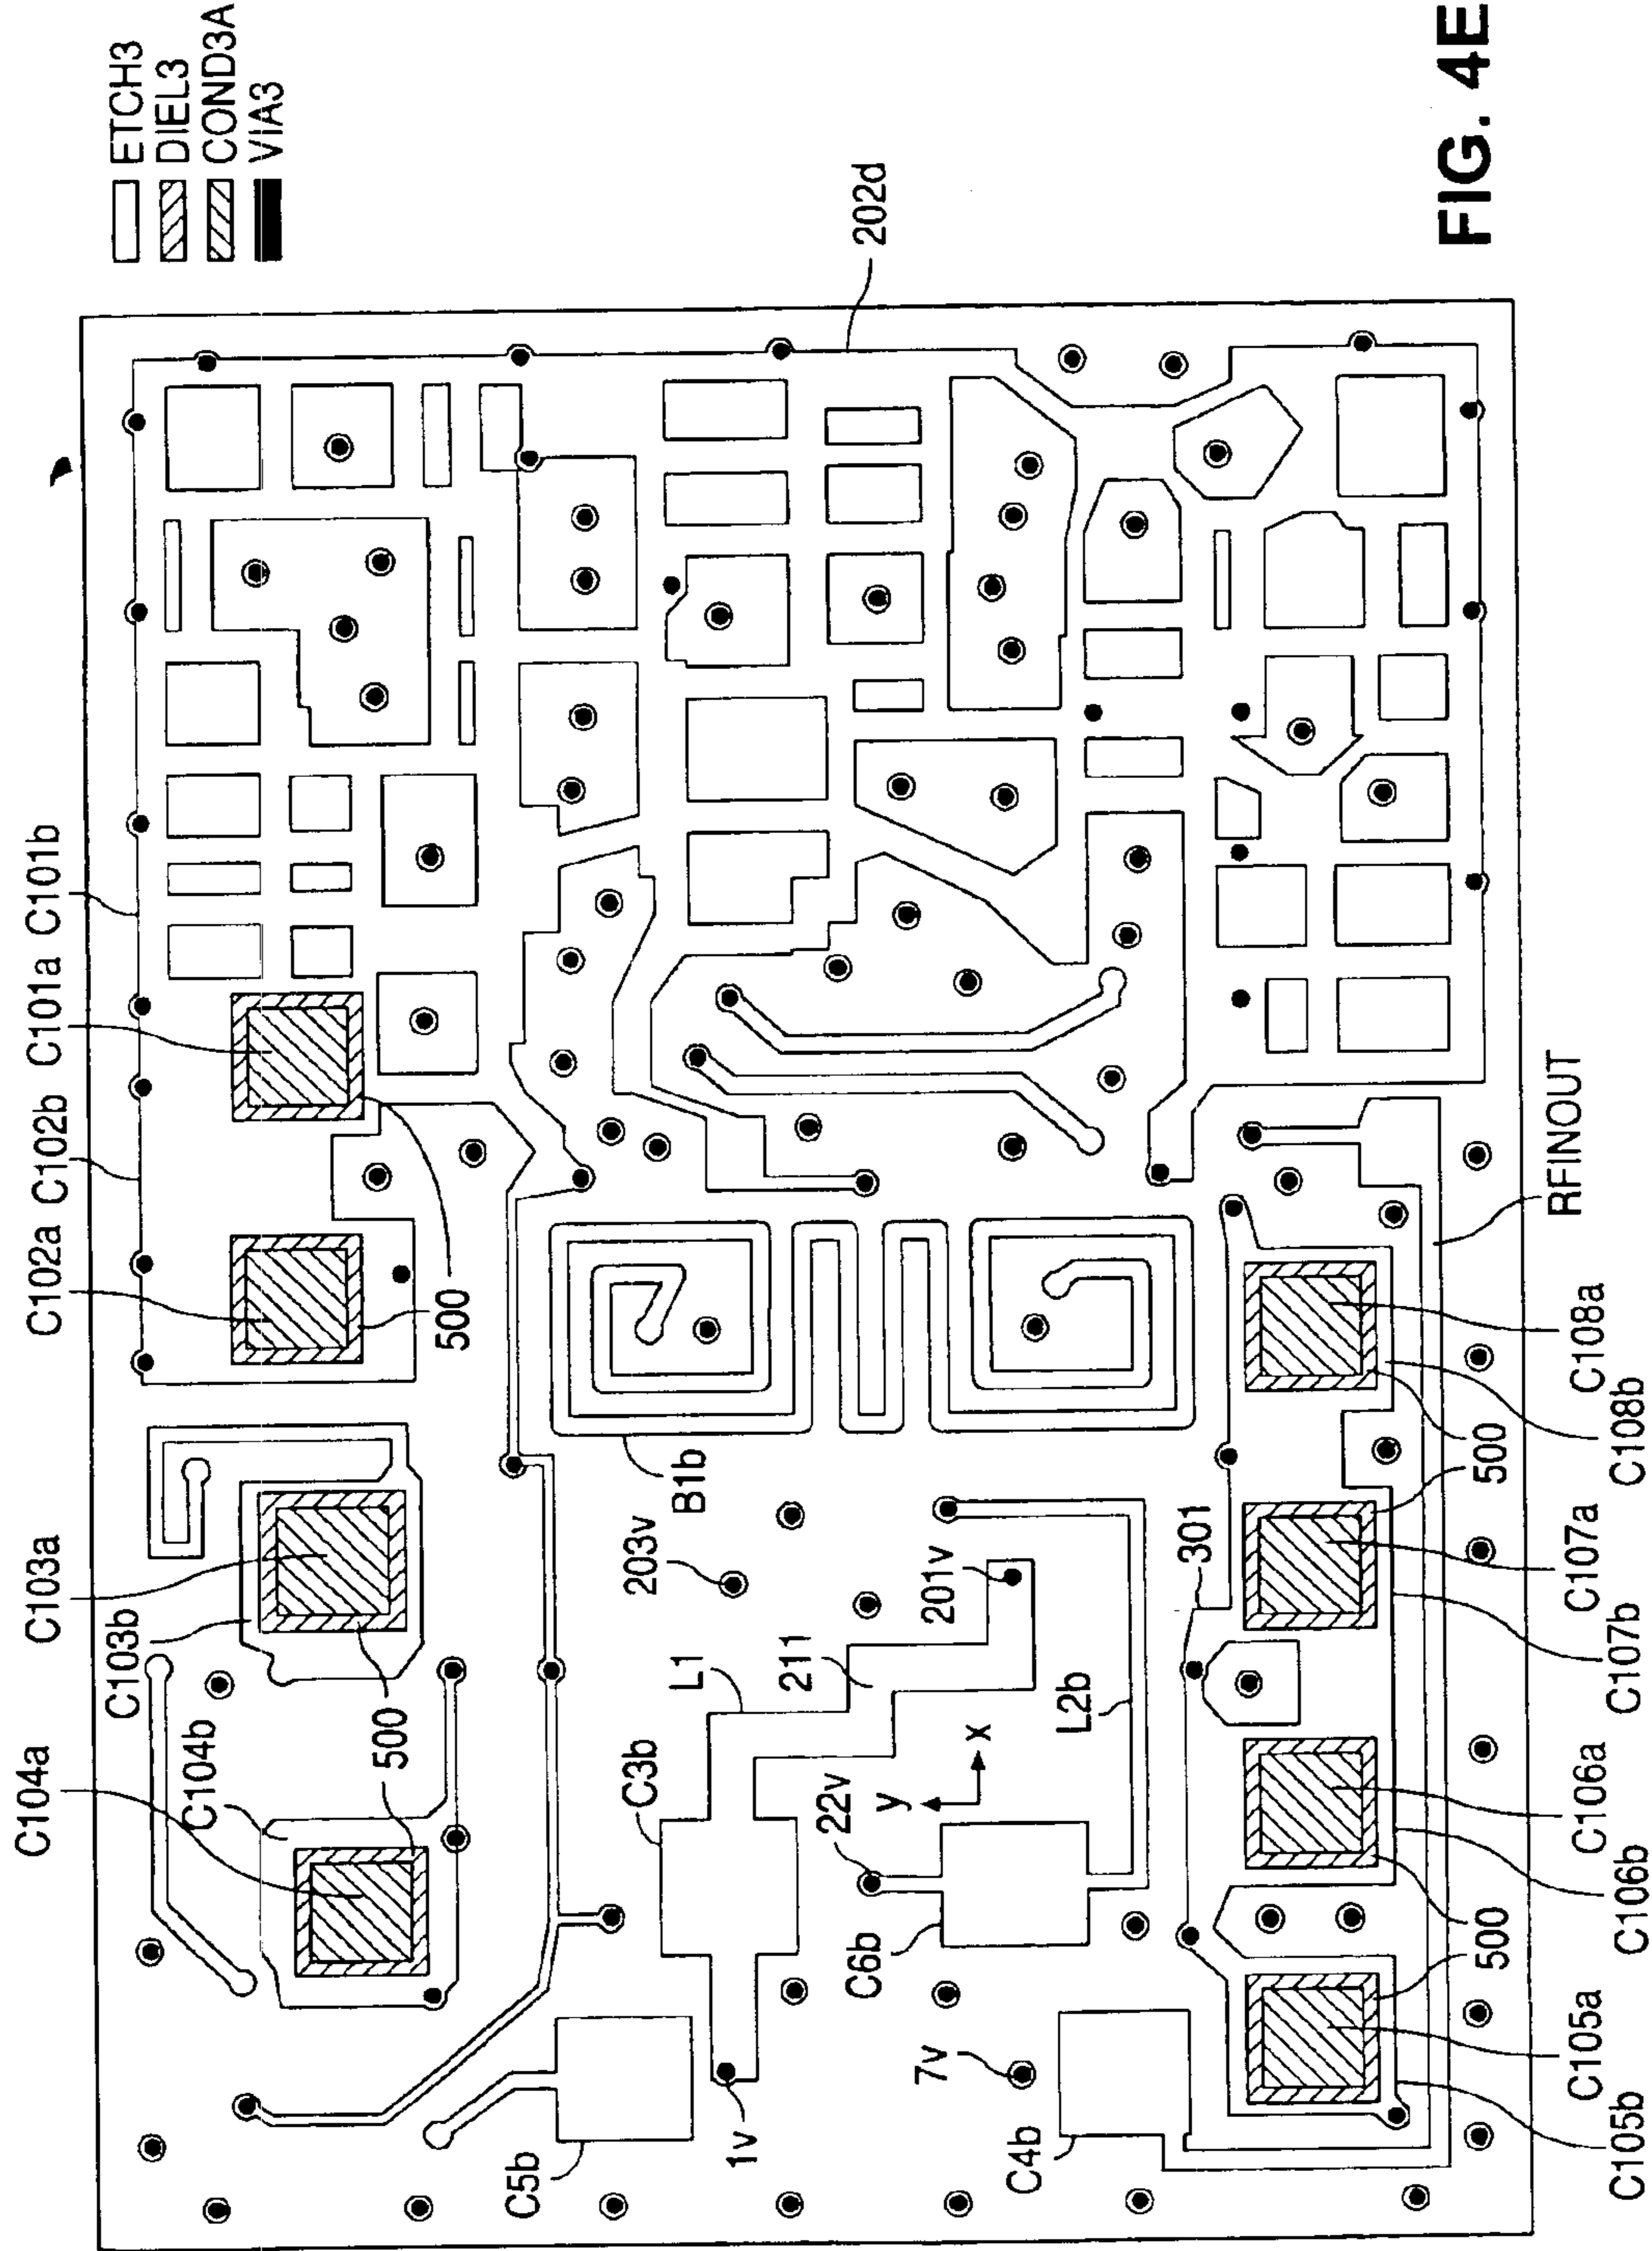 ETCH3
DIEL3
COND3A
VIA3
C104a
C103a
C102a
C102b
C101a
C101b
C103b
C104b
500
500
202d
C5b
1v
C3b
L1
211
203v
B1b
7v
C6b
22v
y
x
201v
C4b
L2b
301
C105b
C105a
500
C106b
C106a
C107b
C107a
500
C108b
C108a
RFINOUT
FIG. 4E